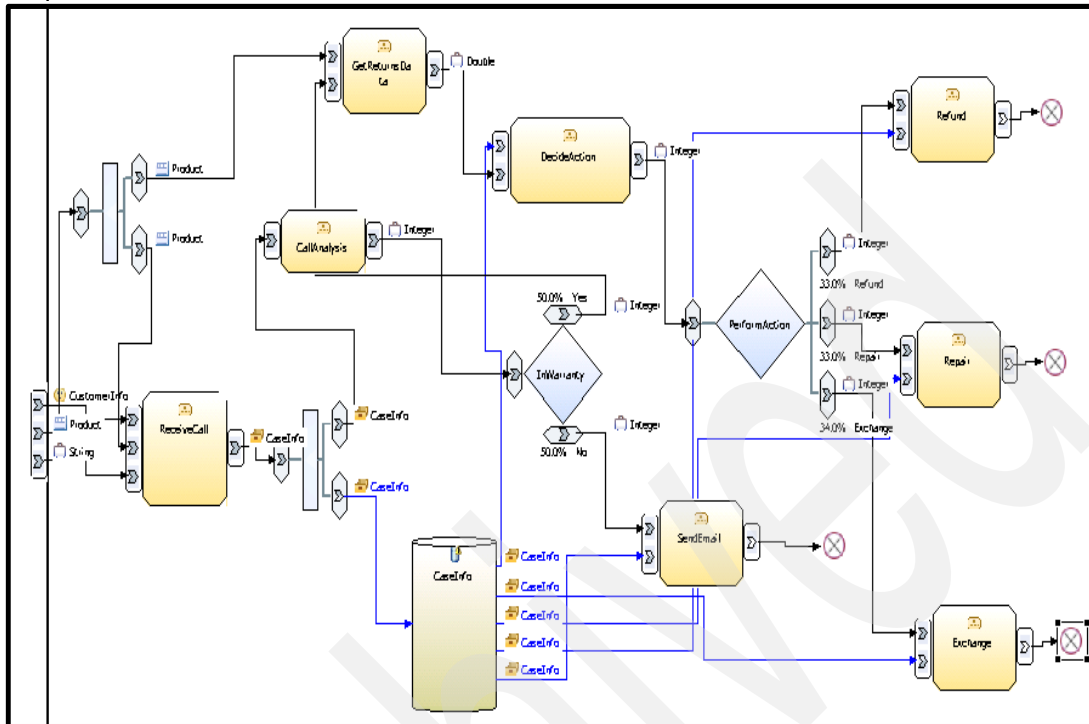 GetReturnsDa
ta
Double
DecideAction
Integer
Refund
Product
Product
CallAnalysis
Integer
50.0% Yes
Integer
InWarranty
50.0% No
Integer
PerformAction
Integer
33.0% Refund
Integer
33.0% Repair
Integer
34.0% Exchange
Repair
CustomerInfo
Product
String
ReceiveCall
CaseInfo
CaseInfo
CaseInfo
CaseInfo
CaseInfo
CaseInfo
CaseInfo
CaseInfo
CaseInfo
SendEmail
Exchange